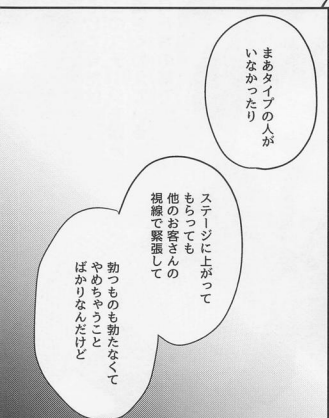 まあタイプの人が
いなかったり
ステージに上がって
もらっても
他のお客さんの
視線で緊張して
勃つものも勃たなくて
やめちゃうこと
ばかりなんだけど